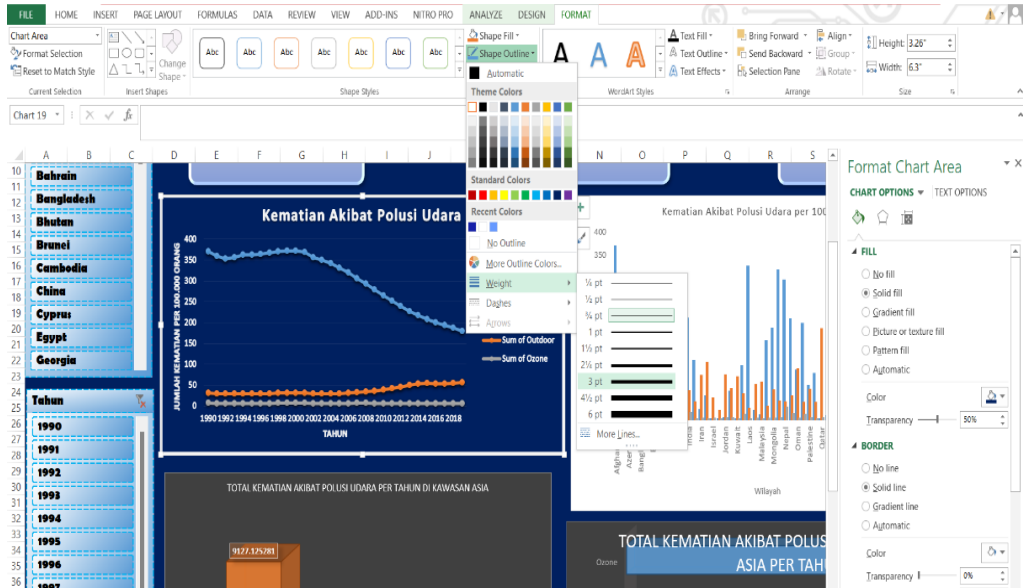 FILE HOME INSERT PAGE LAYOUT FORMULAS DATA REVIEW VIEW ADD-INS NITRO PRO ANALYZE DESIGN FORMAT
Chart Area
Format Selection
Reset to Match Style
Current Selection
Change
Shape
Insert Shapes
Abc Abc Abc Abc Abc Abc Abc
Shape Styles
Shape Fill
Shape Outline
A A A
Text Fill
Text Outline
Text Effects
WordArt Styles
Bring Forward
Send Backward
Selection Pane
Align
Group
Rotate
Arrange
Height: 3.26"
Width: 6.3"
Size
Chart 19
fx
A B C D E F G H I J N O P Q R S
10
11
12
13
14
15
16
17
18
19
20
21
22
23
24
25
26
27
28
29
30
31
32
33
34
35
36
Bahrain
Bangladesh
Bhutan
Brunei
Cambodia
China
Cyprus
Egypt
Georgia
Tahun
1990
1991
1992
1993
1994
1995
1996
1997
Kematian Akibat Polusi Udara
JUMLAH KEMATIAN PER 100.000 ORANG
400
350
300
250
200
150
100
50
0
1990 1992 1994 1996 1998 2000 2002 2004 2006 2008 2010 2012 2014 2016 2018
TAHUN
Sum of Outdoor
Sum of Ozone
Automatic
Theme Colors
Standard Colors
Recent Colors
No Outline
More Outline Colors...
Weight
Dashes
Arrows
¼ pt
½ pt
¾ pt
1 pt
1½ pt
2¼ pt
3 pt
4½ pt
6 pt
More Lines...
Kematian Akibat Polusi Udara per 100
400
350
India
Iran
Israel
Jordan
Kuwait
Laos
Malaysia
Mongolia
Nepal
Oman
Palestine
Qatar
Wilayah
TOTAL KEMATIAN AKIBAT POLUSI UDARA PER TAHUN DI KAWASAN ASIA
9127.125281
TOTAL KEMATIAN AKIBAT POLUS
ASIA PER TAHU
Ozone
Format Chart Area
CHART OPTIONS TEXT OPTIONS
FILL
No fill
Solid fill
Gradient fill
Picture or texture fill
Pattern fill
Automatic
Color
Transparency 50%
BORDER
No line
Solid line
Gradient line
Automatic
Color
Transparency 0%